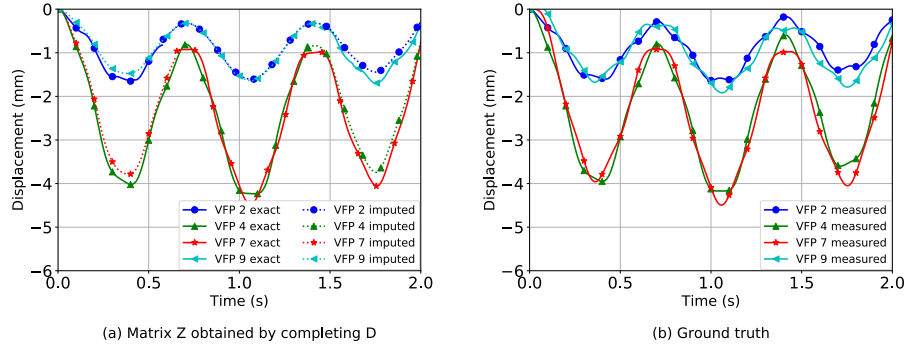 0
−1
−2
−3
−4
−5
−6
Displacement (mm)
0.0 0.5 1.0 1.5 2.0
Time (s)
VFP 2 exact
VFP 4 exact
VFP 7 exact
VFP 9 exact
VFP 2 imputed
VFP 4 imputed
VFP 7 imputed
VFP 9 imputed
(a) Matrix Z obtained by completing D
0
−1
−2
−3
−4
−5
−6
Displacement (mm)
0.0 0.5 1.0 1.5 2.0
Time (s)
VFP 2 measured
VFP 4 measured
VFP 7 measured
VFP 9 measured
(b) Ground truth